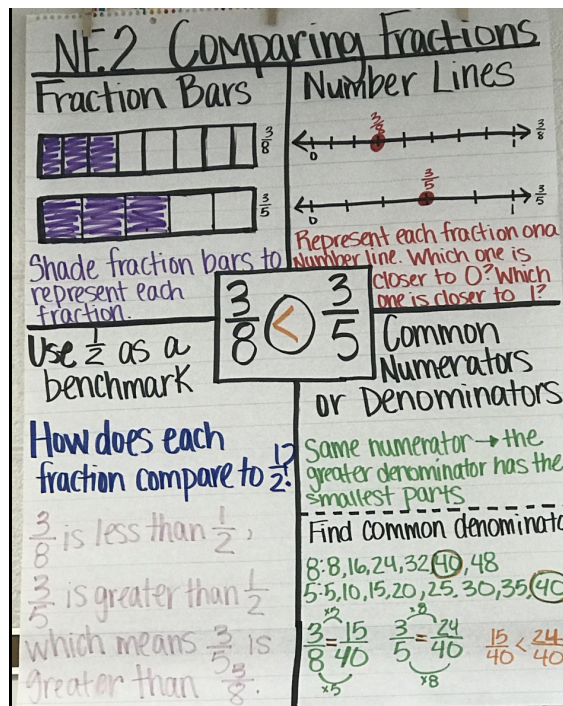 NF.2 Comparing Fractions
Fraction Bars
3/8
3/5
Shade fraction bars to
represent each
fraction.
Number Lines
3/8
0 1 3/8
3/5
0 1 3/5
Represent each fraction on a
Number line. Which one is
closer to 0? Which
one is closer to 1?
3/8 < 3/5
Use 1/2 as a
benchmark
How does each
fraction compare to 1/2?
3/8 is less than 1/2,
3/5 is greater than 1/2
which means 3/5 is
greater than 3/8.
Common
Numerators
or Denominators
Same numerator → the
greater denominator has the
smallest parts
Find common denominato
8: 8, 16, 24, 32, 40, 48
5: 5, 10, 15, 20, 25, 30, 35, 40
×5 ×8
3/8 = 15/40 3/5 = 24/40 15/40 < 24/40
×5 ×8